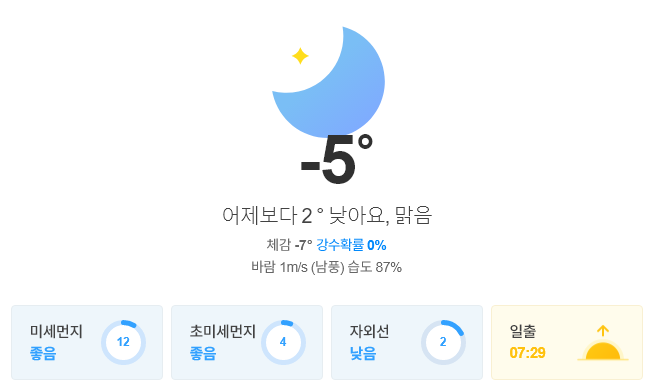 -5°
어제보다 2 ° 낮아요, 맑음
체감 -7° 강수확률 0%
바람 1m/s (남풍) 습도 87%
미세먼지
좋음
12
초미세먼지
좋음
4
자외선
낮음
2
일출
07:29